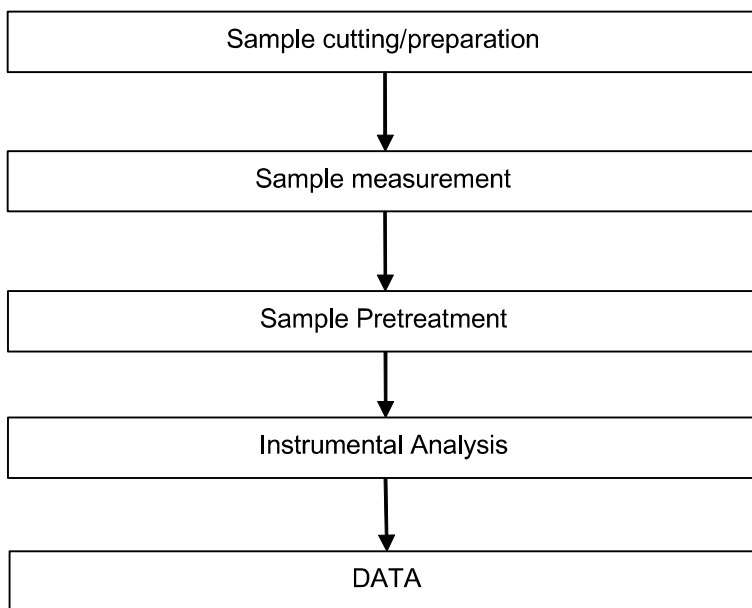 Sample cutting/preparation
Sample measurement
Sample Pretreatment
Instrumental Analysis
DATA